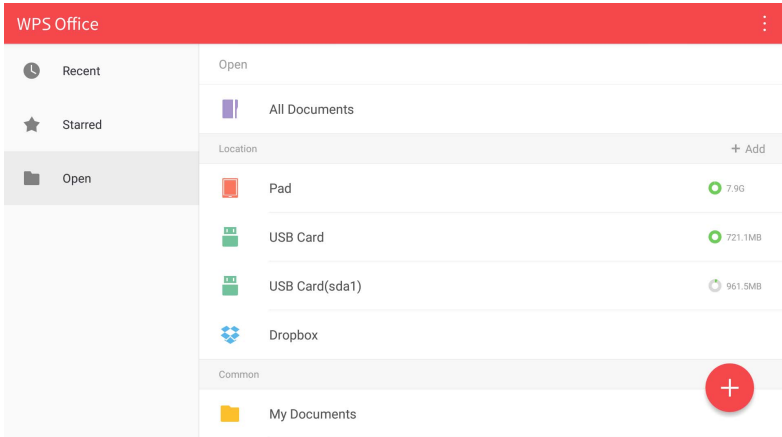 WPS Office
Recent
Starred
Open
Open
All Documents
Location
+ Add
Pad
7.9G
USB Card
721.1MB
USB Card(sda1)
961.5MB
Dropbox
Common
My Documents